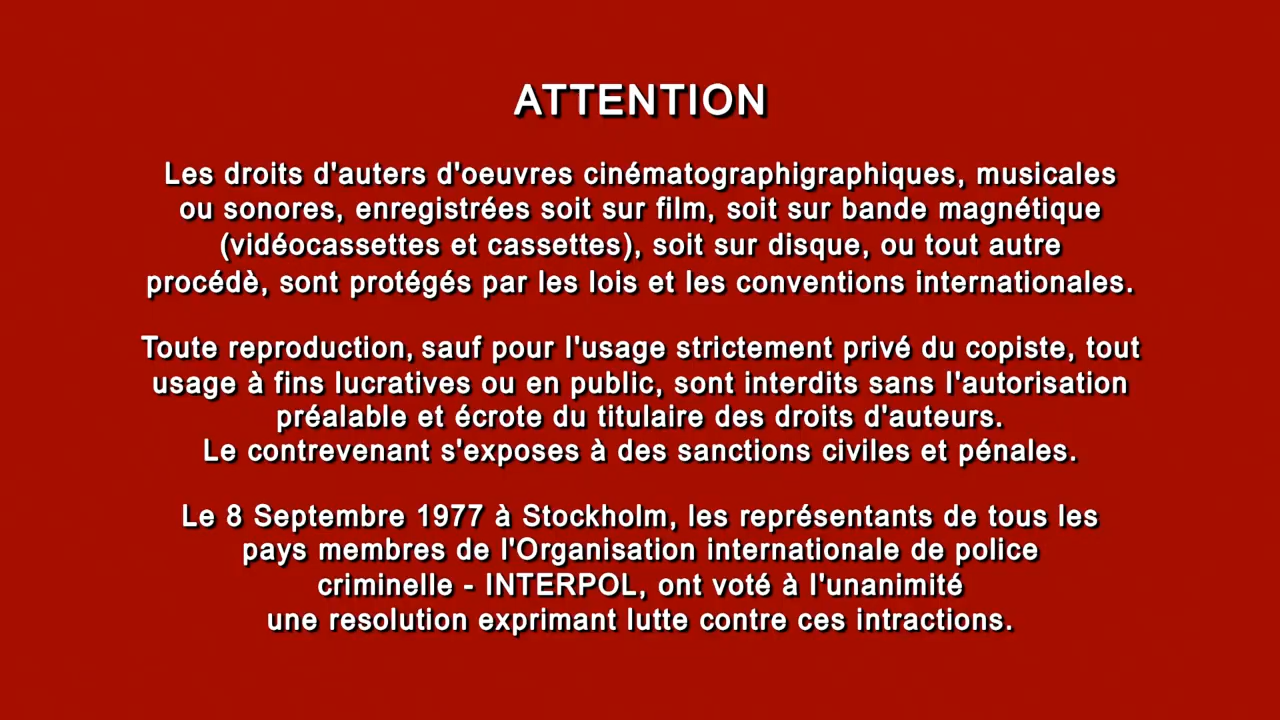 ATTENTION
Les droits d'auters d'oeuvres cinématographigraphiques, musicales
ou sonores, enregistrées soit sur film, soit sur bande magnétique
(vidéocassettes et cassettes), soit sur disque, ou tout autre
procédè, sont protégés par les lois et les conventions internationales.
Toute reproduction, sauf pour l'usage strictement privé du copiste, tout
usage à fins lucratives ou en public, sont interdits sans l'autorisation
préalable et écrote du titulaire des droits d'auteurs.
Le contrevenant s'exposes à des sanctions civiles et pénales.
Le 8 Septembre 1977 à Stockholm, les représentants de tous les
pays membres de l'Organisation internationale de police
criminelle - INTERPOL, ont voté à l'unanimité
une resolution exprimant lutte contre ces intractions.